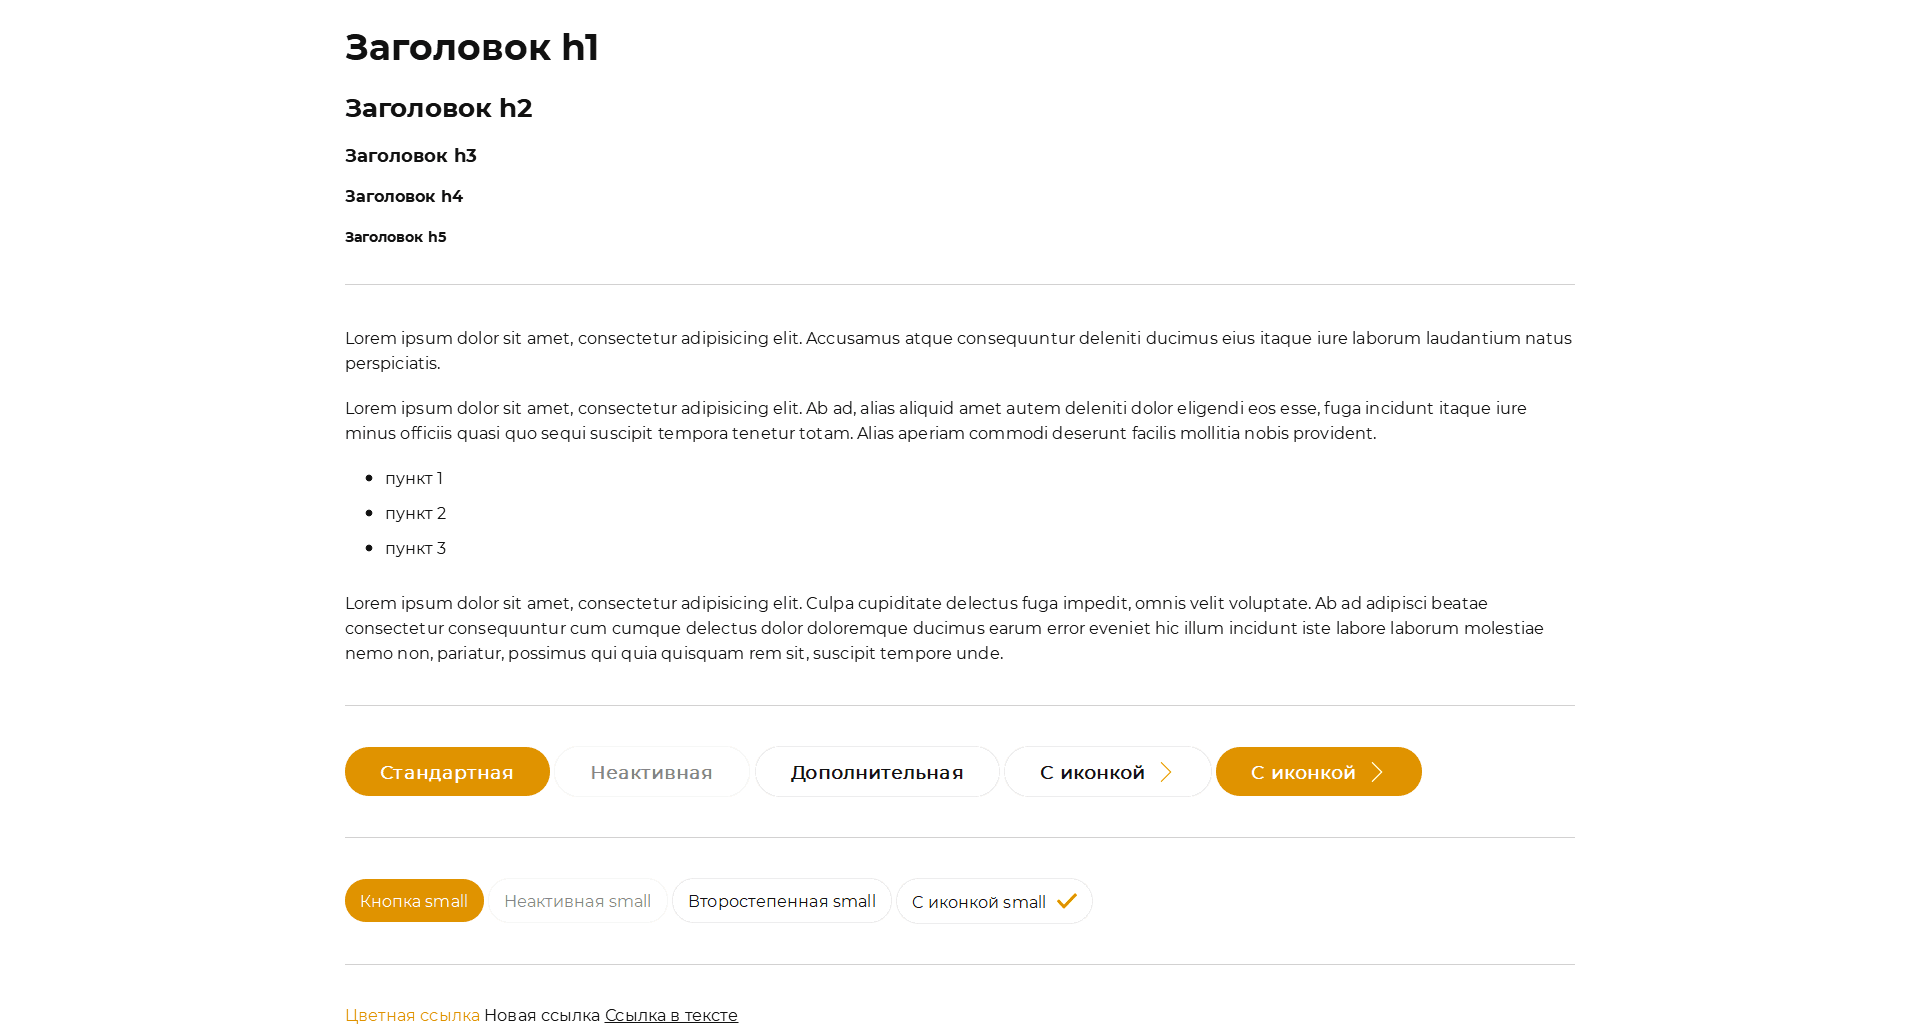 Заголовок h1
Заголовок h2
Заголовок h3
Заголовок h4
Заголовок h5
Lorem ipsum dolor sit amet, consectetur adipisicing elit. Accusamus atque consequuntur deleniti ducimus eius itaque iure laborum laudantium natus
perspiciatis.
Lorem ipsum dolor sit amet, consectetur adipisicing elit. Ab ad, alias aliquid amet autem deleniti dolor eligendi eos esse, fuga incidunt itaque iure
minus officiis quasi quo sequi suscipit tempora tenetur totam. Alias aperiam commodi deserunt facilis mollitia nobis provident.
• пункт 1
• пункт 2
• пункт 3
Lorem ipsum dolor sit amet, consectetur adipisicing elit. Culpa cupiditate delectus fuga impedit, omnis velit voluptate. Ab ad adipisci beatae
consectetur consequuntur cum cumque delectus dolor doloremque ducimus earum error eveniet hic illum incidunt iste labore laborum molestiae
nemo non, pariatur, possimus qui quia quisquam rem sit, suscipit tempore unde.
Стандартная Неактивная Дополнительная С иконкой С иконкой
Кнопка small Неактивная small Второстепенная small С иконкой small
Цветная ссылка Новая ссылка Ссылка в тексте